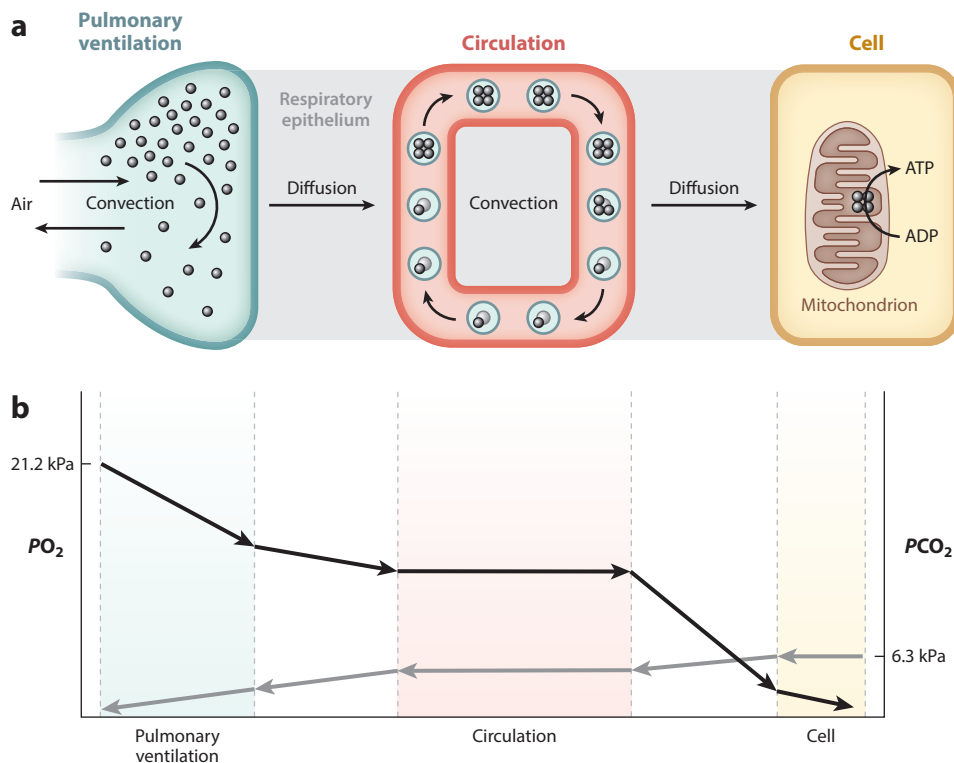 a
Pulmonary
ventilation
Circulation
Cell
Respiratory
epithelium
Air
Convection
Diffusion
Convection
Diffusion
ATP
ADP
Mitochondrion
b
21.2 kPa
PO₂
PCO₂
6.3 kPa
Pulmonary
ventilation
Circulation
Cell